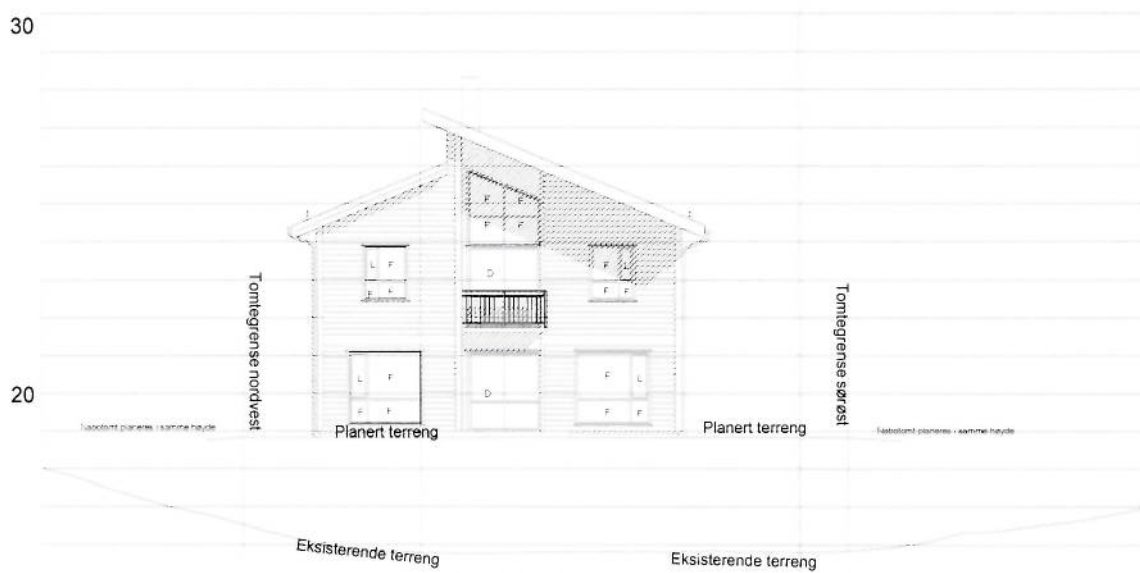 30
F F
F F
L F
D
F L
F F
F F
Tomtegrense nordvest
Tomtegrense sørøst
L F
F L
20
D
F F
F F
Nabotomt planeres i samme høyde
Planert terreng
Planert terreng
Nabotomt planeres i samme høyde
Eksisterende terreng
Eksisterende terreng